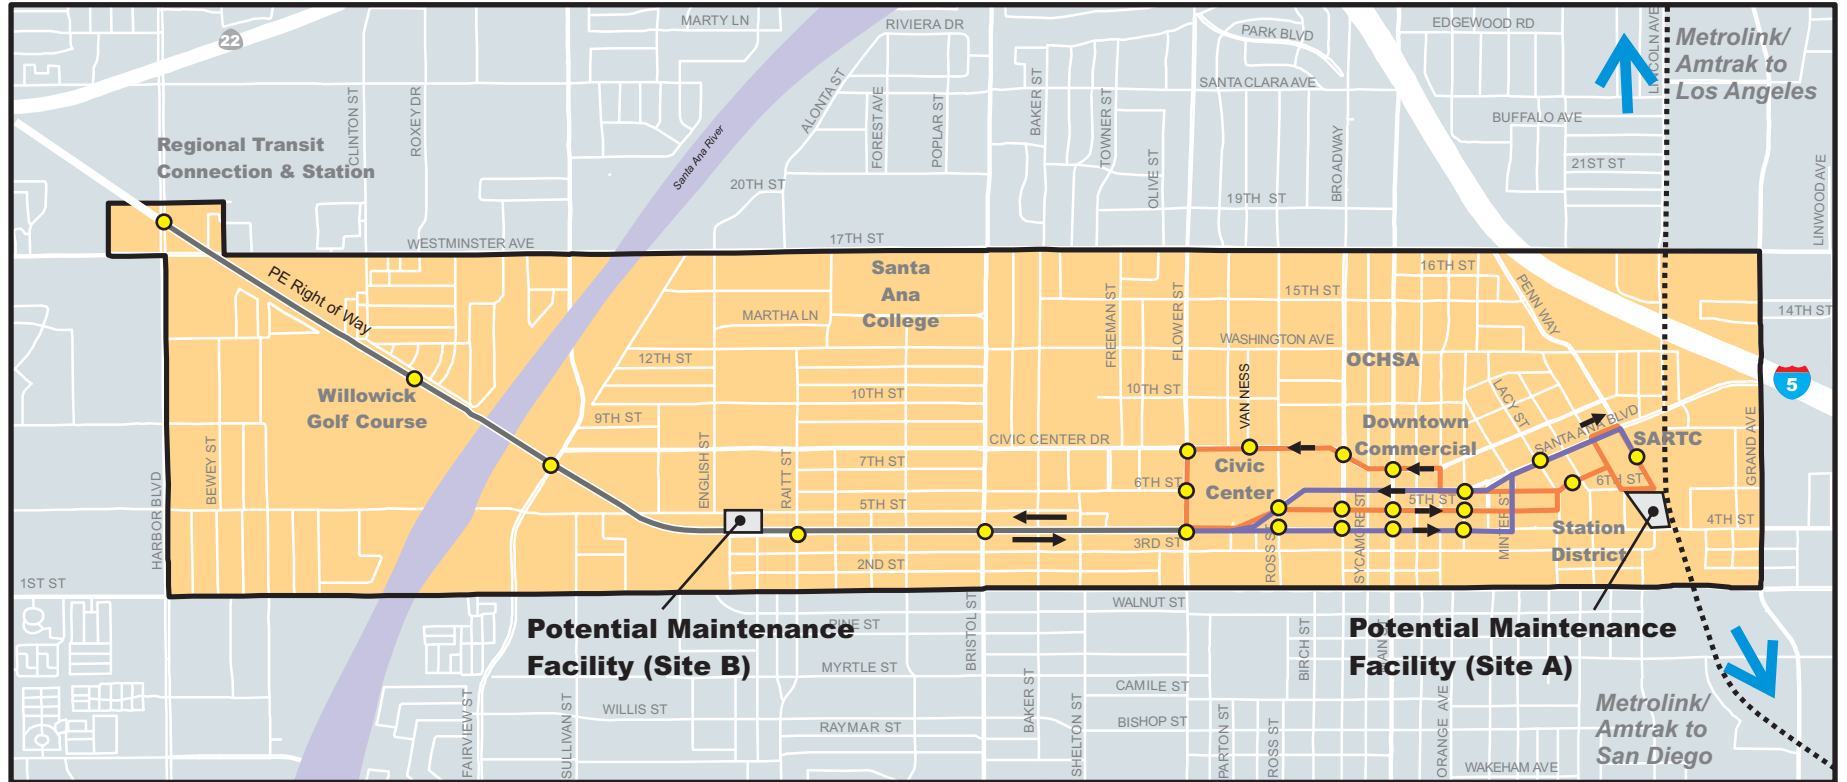 MARTY LN
RIVIERA DR
EDGEWOOD RD
PARK BLVD
LINCOLN AVE
Metrolink/
Amtrak to
Los Angeles
22
SANTA CLARA AVE
CLINTON ST
ROXEY DR
ALONTA ST
FOREST AVE
POPLAR ST
BAKER ST
TOWNER ST
OLIVE ST
BROADWAY
BUFFALO AVE
21ST ST
LINWOOD AVE
Regional Transit
Connection & Station
Santa Ana River
20TH ST
19TH ST
WESTMINSTER AVE
17TH ST
PE Right of Way
Santa
Ana
College
16TH ST
15TH ST
PENN WAY
14TH ST
MARTHA LN
FREEMAN ST
FLOWER ST
WASHINGTON AVE
12TH ST
OCHSA
5
Willowick
Golf Course
10TH ST
10TH ST
VAN NESS
LACY ST
9TH ST
Downtown
Commercial
SANTA ANA BLVD
SARTC
GRAND AVE
CIVIC CENTER DR
BEWEY ST
ENGLISH ST
RAITT ST
7TH ST
Civic
Center
6TH ST
6TH ST
HARBOR BLVD
5TH ST
5TH ST
SYCAMORE ST
MINTER ST
Station
District
4TH ST
3RD ST
ROSS ST
2ND ST
1ST ST
WALNUT ST
Potential Maintenance
Facility (Site B)
PINE ST
BRISTOL ST
BIRCH ST
MAIN ST
Potential Maintenance
Facility (Site A)
MYRTLE ST
CAMILE ST
FAIRVIEW ST
SULLIVAN ST
WILLIS ST
RAYMAR ST
BAKER ST
SHELTON ST
BISHOP ST
PARTON ST
ROSS ST
ORANGE AVE
WAKEHAM AVE
Metrolink/
Amtrak to
San Diego